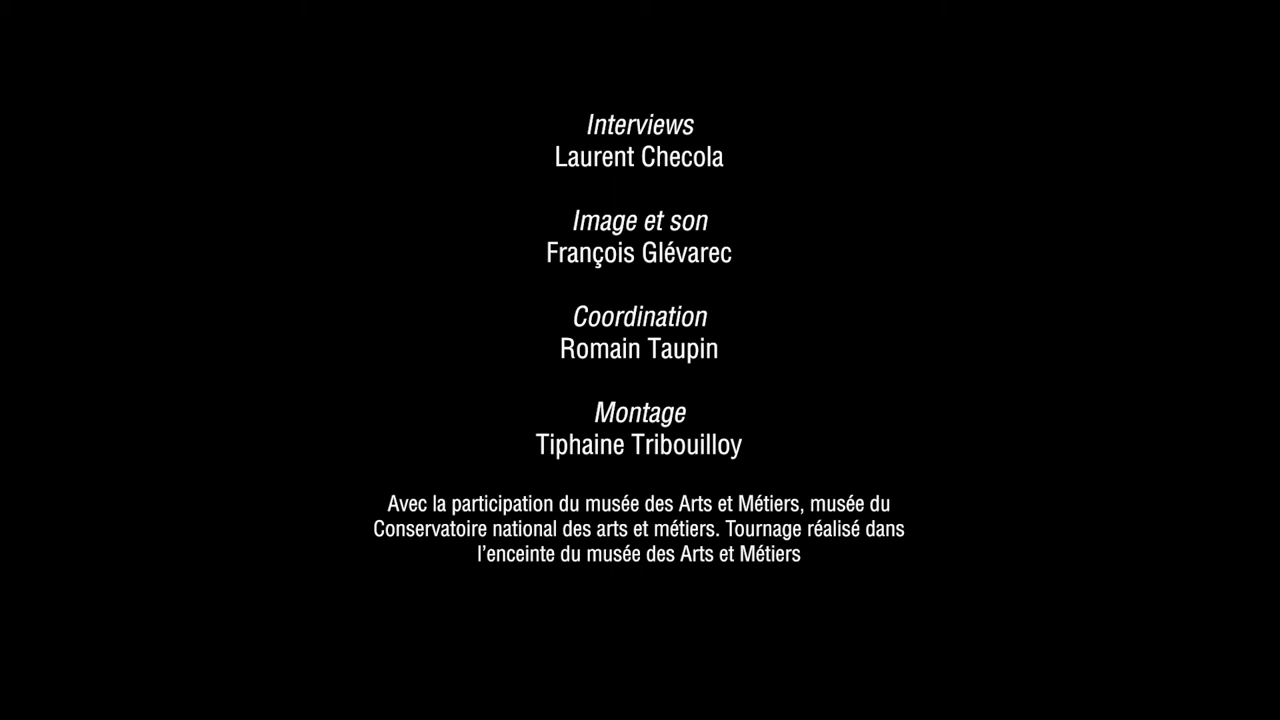 Interviews
Laurent Checola
Image et son
François Glévarec
Coordination
Romain Taupin
Montage
Tiphaine Tribouilloy
Avec la participation du musée des Arts et Métiers, musée du
Conservatoire national des arts et métiers. Tournage réalisé dans
l’enceinte du musée des Arts et Métiers